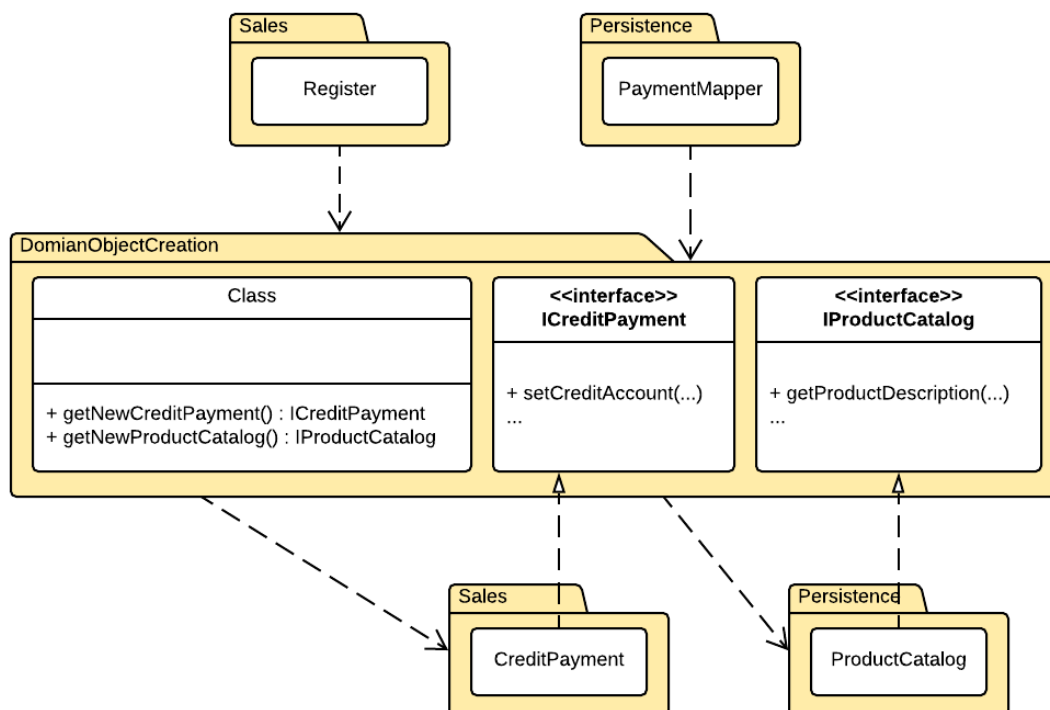 Sales
Register
Persistence
PaymentMapper
DomianObjectCreation
Class
+ getNewCreditPayment() : ICreditPayment
+ getNewProductCatalog() : IProductCatalog
<<interface>>
ICreditPayment
+ setCreditAccount(...)
...
<<interface>>
IProductCatalog
+ getProductDescription(...)
...
Sales
CreditPayment
Persistence
ProductCatalog